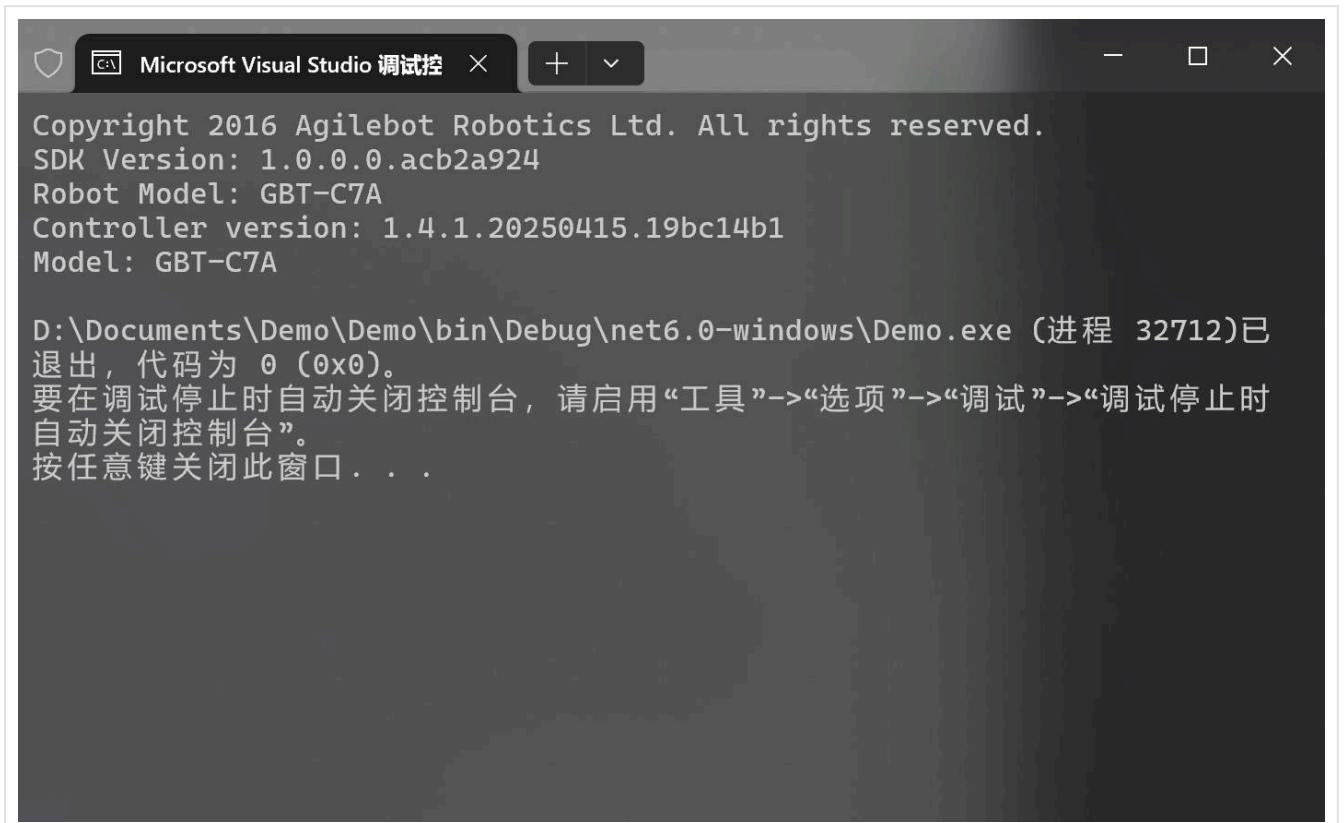 Microsoft Visual Studio 调试控
Copyright 2016 Agilebot Robotics Ltd. All rights reserved.
SDK Version: 1.0.0.0.acb2a924
Robot Model: GBT-C7A
Controller version: 1.4.1.20250415.19bc14b1
Model: GBT-C7A
D:\Documents\Demo\Demo\bin\Debug\net6.0-windows\Demo.exe (进程 32712)已
退出，代码为 0 (0x0)。
要在调试停止时自动关闭控制台，请启用“工具”->“选项”->“调试”->“调试停止时
自动关闭控制台”。
按任意键关闭此窗口. . .